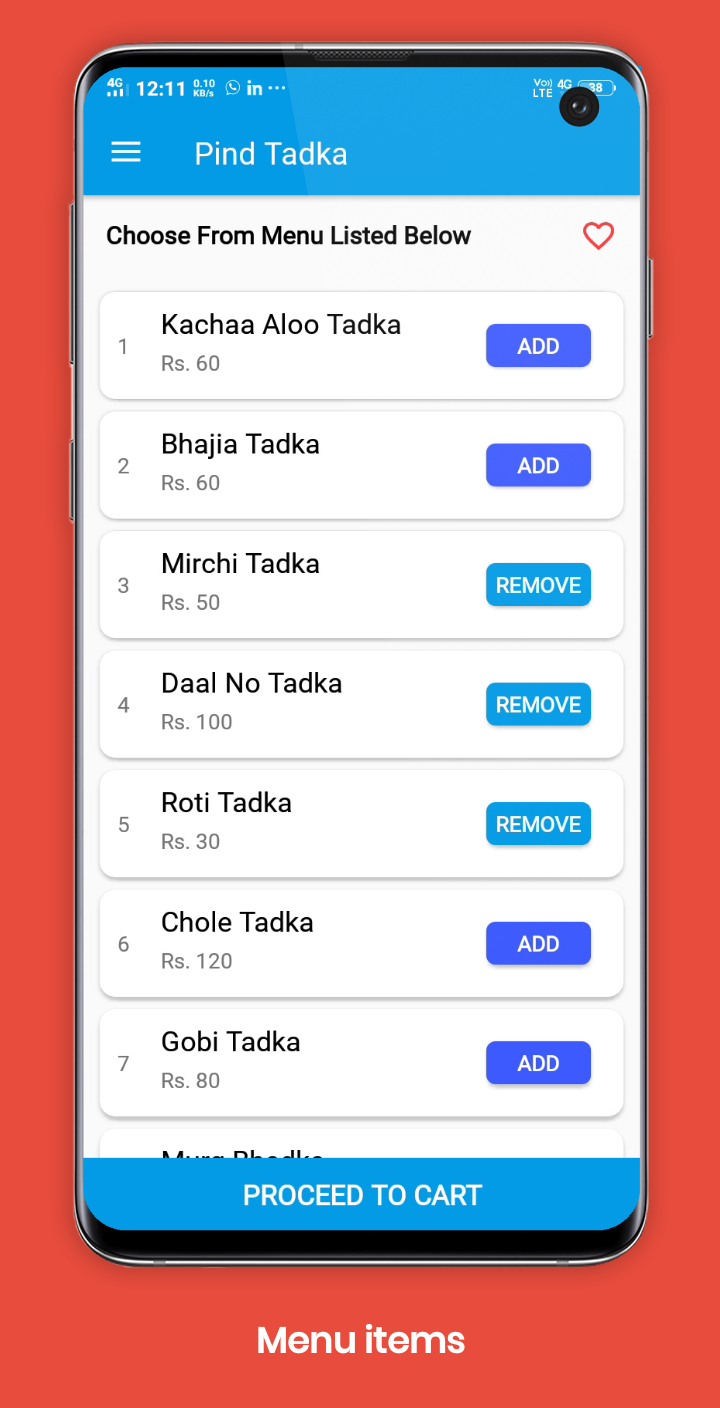 4G 12:11 0.10 KB/s in ... Vo)) LTE 4G 38
Pind Tadka
Choose From Menu Listed Below
1 Kachaa Aloo Tadka ADD
Rs. 60
2 Bhajia Tadka ADD
Rs. 60
3 Mirchi Tadka REMOVE
Rs. 50
4 Daal No Tadka REMOVE
Rs. 100
5 Roti Tadka REMOVE
Rs. 30
6 Chole Tadka ADD
Rs. 120
7 Gobi Tadka ADD
Rs. 80
PROCEED TO CART
Menu items